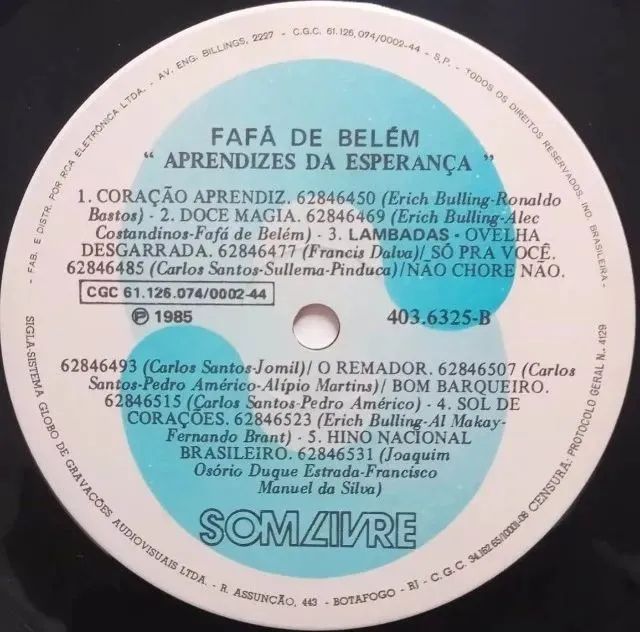 FAFÁ DE BELÉM
" APRENDIZES DA ESPERANÇA "
1. CORAÇÃO APRENDIZ. 62846450 (Erich Bulling-Ronaldo
Bastos) - 2. DOCE MAGIA. 62846469 (Erich Bulling-Alec
Costandinos-Fafá de Belém) - 3. LAMBADAS - OVELHA
DESGARRADA. 62846477 (Francis Dalva)/ SÓ PRA VOCÊ.
62846485 (Carlos Santos-Sullema-Pinduca)/NÃO CHORE NÃO.
CGC 61.126.074/0002-44
℗ 1985
403.6325-B
62846493 (Carlos Santos-Jomil)/ O REMADOR. 62846507 (Carlos
Santos-Pedro Américo-Alípio Martins)/ BOM BARQUEIRO.
62846515 (Carlos Santos-Pedro Américo) - 4. SOL DE
CORAÇÕES. 62846523 (Erich Bulling-Al Makay-
Fernando Brant) - 5. HINO NACIONAL
BRASILEIRO. 62846531 (Joaquim
Osório Duque Estrada-Francisco
Manuel da Silva)
SOM LIVRE
- FAB. E DISTR. POR RCA ELETRÔNICA LTDA. - AV. ENG. BILLINGS, 2227 - C.G.C. 61.126.074/0002-44 - S.P. - TODOS OS DIREITOS RESERVADOS. IND. BRASILEIRA -
SIGLA-SISTEMA GLOBO DE GRAVAÇÕES AUDIOVISUAIS LTDA. - R. ASSUNÇÃO, 443 - BOTAFOGO - RJ - C.G.C. CENSURA: PROTOCOLO GERAL N.. 4129